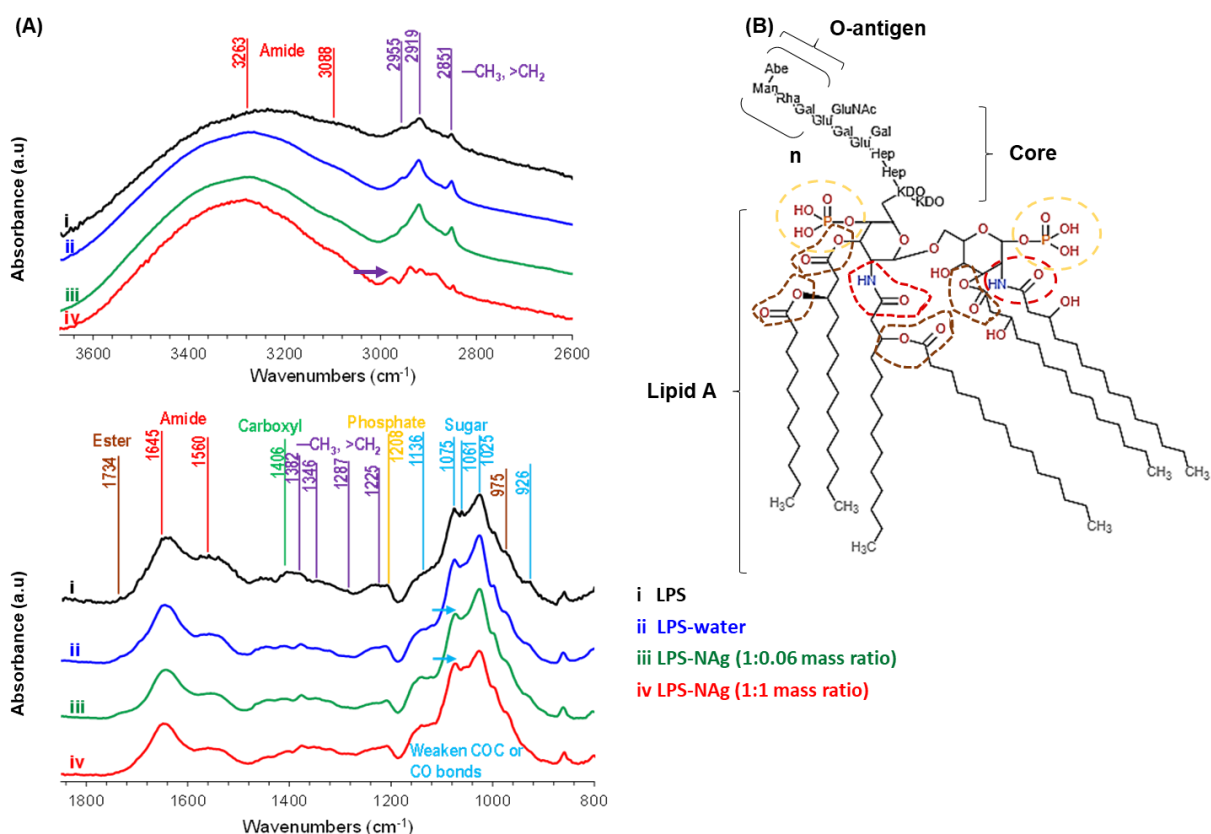 (A)
3263
Amide
3088
2955
2919
2851
—CH3, >CH2
Absorbance (a.u)
i
ii
iii
iv
3600 3400 3200 3000 2800 2600
Wavenumbers (cm-1)
Ester
1734
Amide
1645
1560
Carboxyl
1406
1382
—CH3, >CH2
1346
1287
1225
Phosphate
1208
Sugar
1136
1075
1061
1025
975
926
Absorbance (a.u)
i
ii
iii
iv
Weaken COC or
CO bonds
1800 1600 1400 1200 1000 800
Wavenumbers (cm-1)
(B)
O-antigen
Abe
Man
Rha
Gal
GluNAc
Glu
Gal
Gal
Glu
Hep
Hep
n
Core
KDO
KDO
HO
O
P
HO
O
O
O
O
O
O
O
P
OH
OH
O
O
HN
O
HO
O
O
HN
O
OH
O
O
HO
O
O
Lipid A
H3C
CH3
H3C
CH3
CH3
CH3
i LPS
ii LPS-water
iii LPS-NAg (1:0.06 mass ratio)
iv LPS-NAg (1:1 mass ratio)